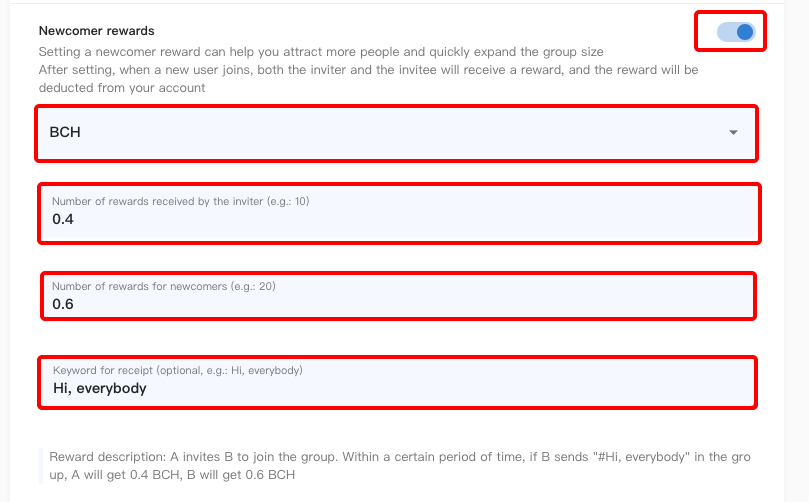 Newcomer rewards
Setting a newcomer reward can help you attract more people and quickly expand the group size
After setting, when a new user joins, both the inviter and the invitee will receive a reward, and the reward will be
deducted from your account
BCH
Number of rewards received by the inviter (e.g.: 10)
0.4
Number of rewards for newcomers (e.g.: 20)
0.6
Keyword for receipt (optional, e.g.: Hi, everybody)
Hi, everybody
Reward description: A invites B to join the group. Within a certain period of time, if B sends "#Hi, everybody" in the gro
up, A will get 0.4 BCH, B will get 0.6 BCH